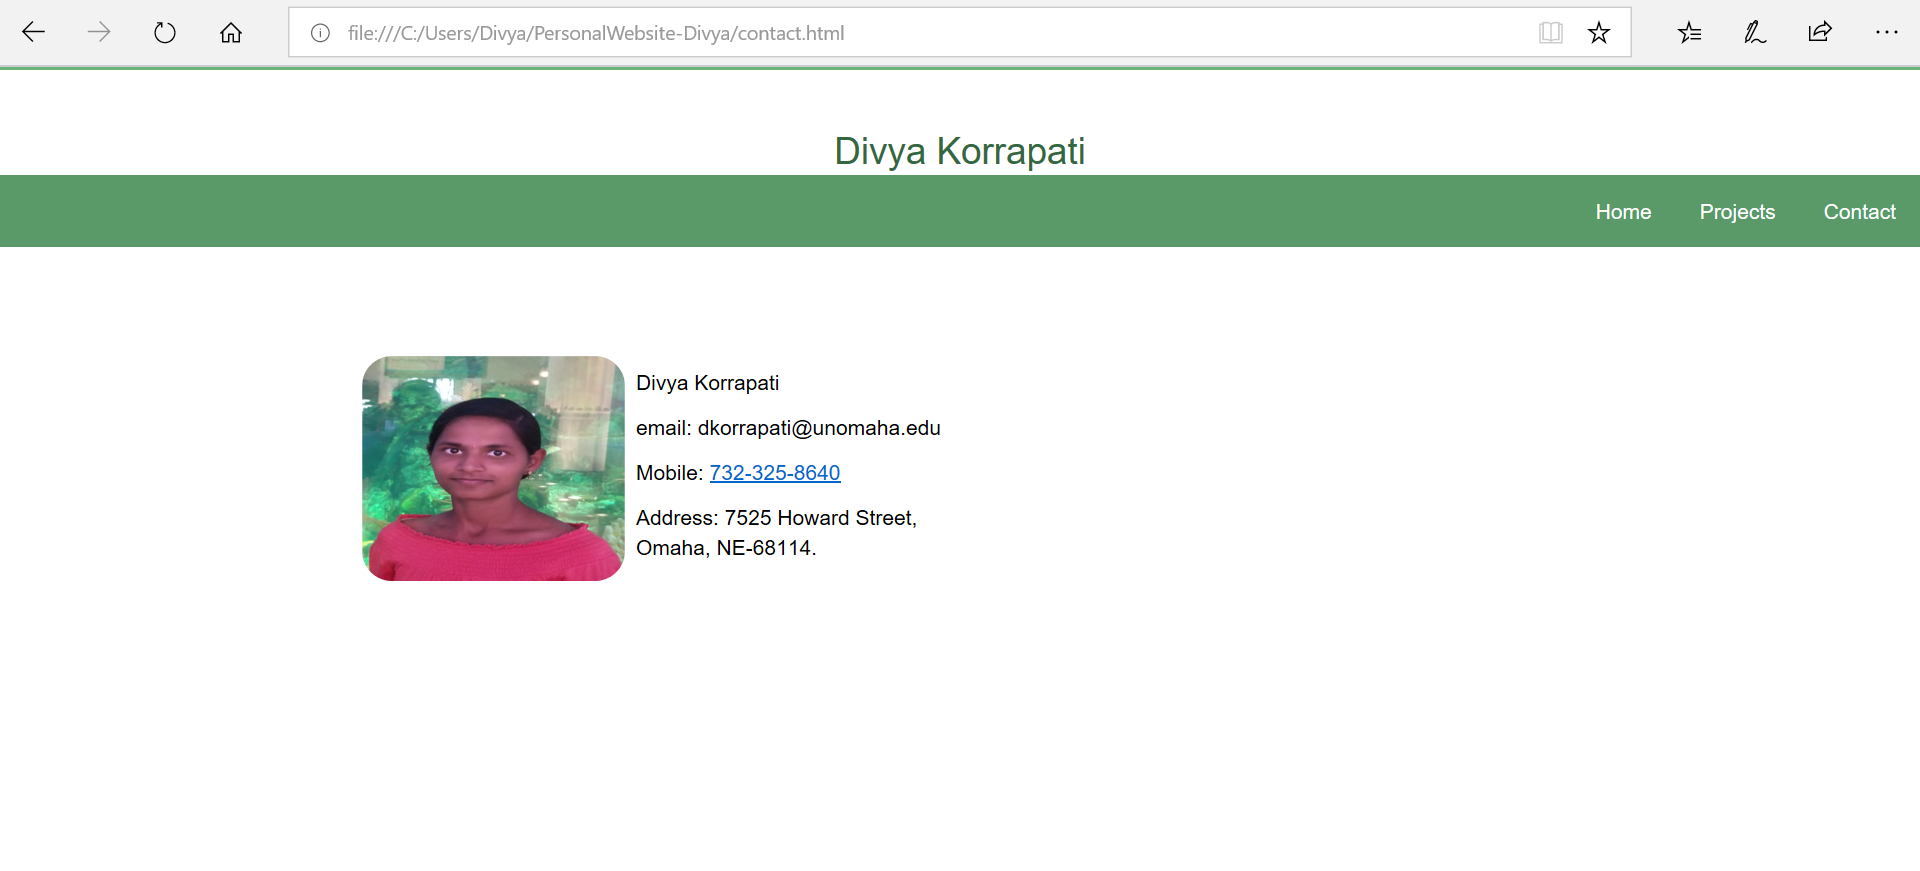 file:///C:/Users/Divya/PersonalWebsite-Divya/contact.html
Divya Korrapati
Home Projects Contact
Divya Korrapati
email: dkorrapati@unomaha.edu
Mobile: 732-325-8640
Address: 7525 Howard Street,
Omaha, NE-68114.